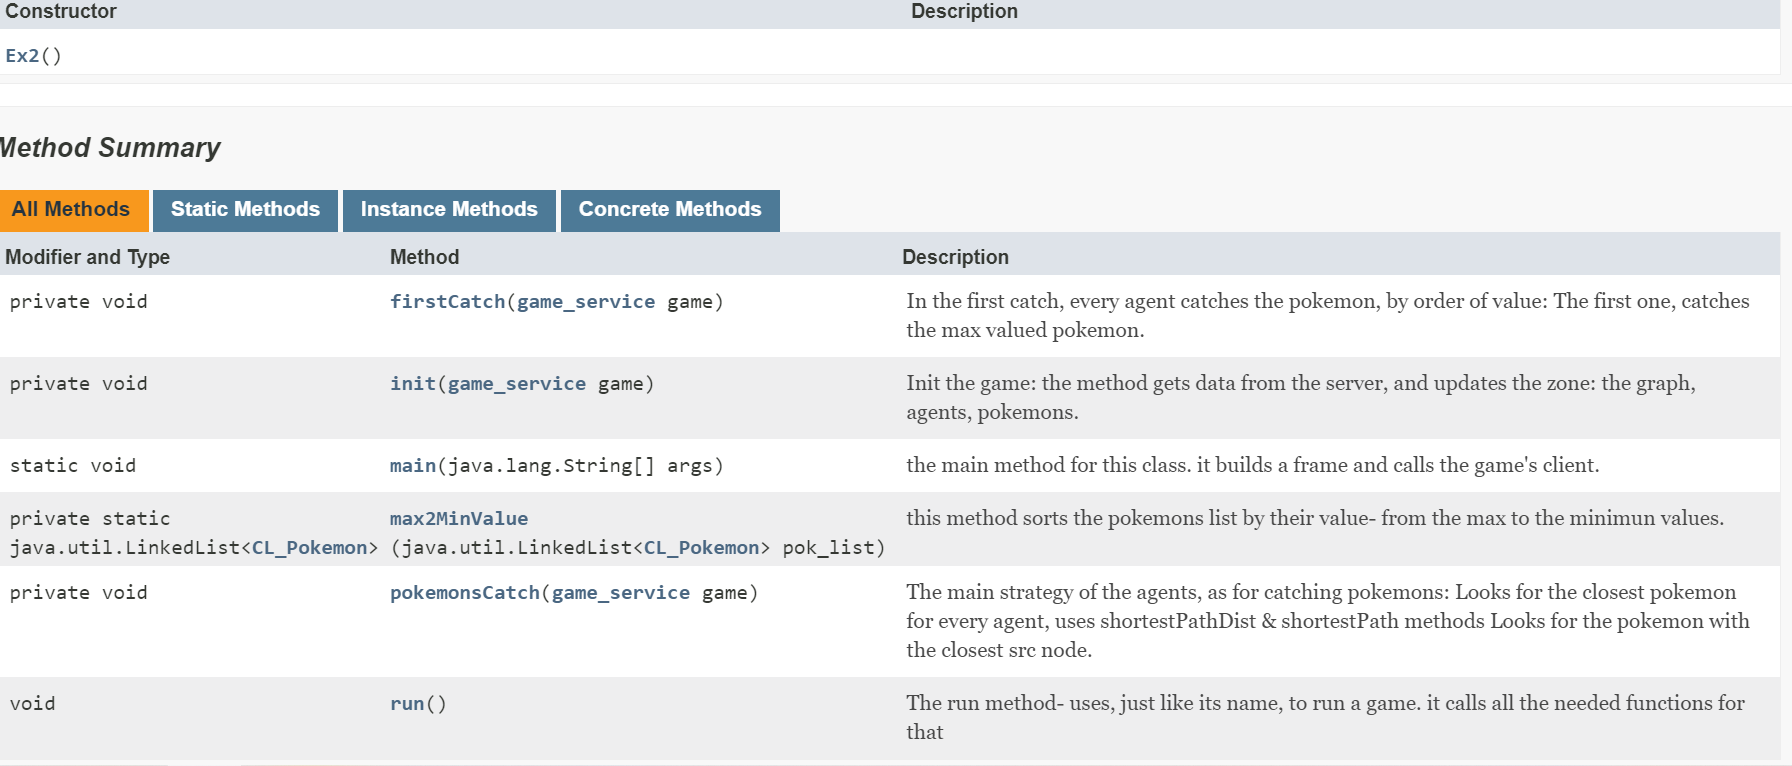 Constructor Description
Ex2()
Method Summary
All Methods Static Methods Instance Methods Concrete Methods
Modifier and Type Method Description
private void firstCatch(game_service game) In the first catch, every agent catches the pokemon, by order of value: The first one, catches
the max valued pokemon.
private void init(game_service game) Init the game: the method gets data from the server, and updates the zone: the graph,
agents, pokemons.
static void main(java.lang.String[] args) the main method for this class. it builds a frame and calls the game's client.
private static max2MinValue this method sorts the pokemons list by their value- from the max to the minimun values.
java.util.LinkedList<CL_Pokemon> (java.util.LinkedList<CL_Pokemon> pok_list)
private void pokemonsCatch(game_service game) The main strategy of the agents, as for catching pokemons: Looks for the closest pokemon
for every agent, uses shortestPathDist & shortestPath methods Looks for the pokemon with
the closest src node.
void run() The run method- uses, just like its name, to run a game. it calls all the needed functions for
that